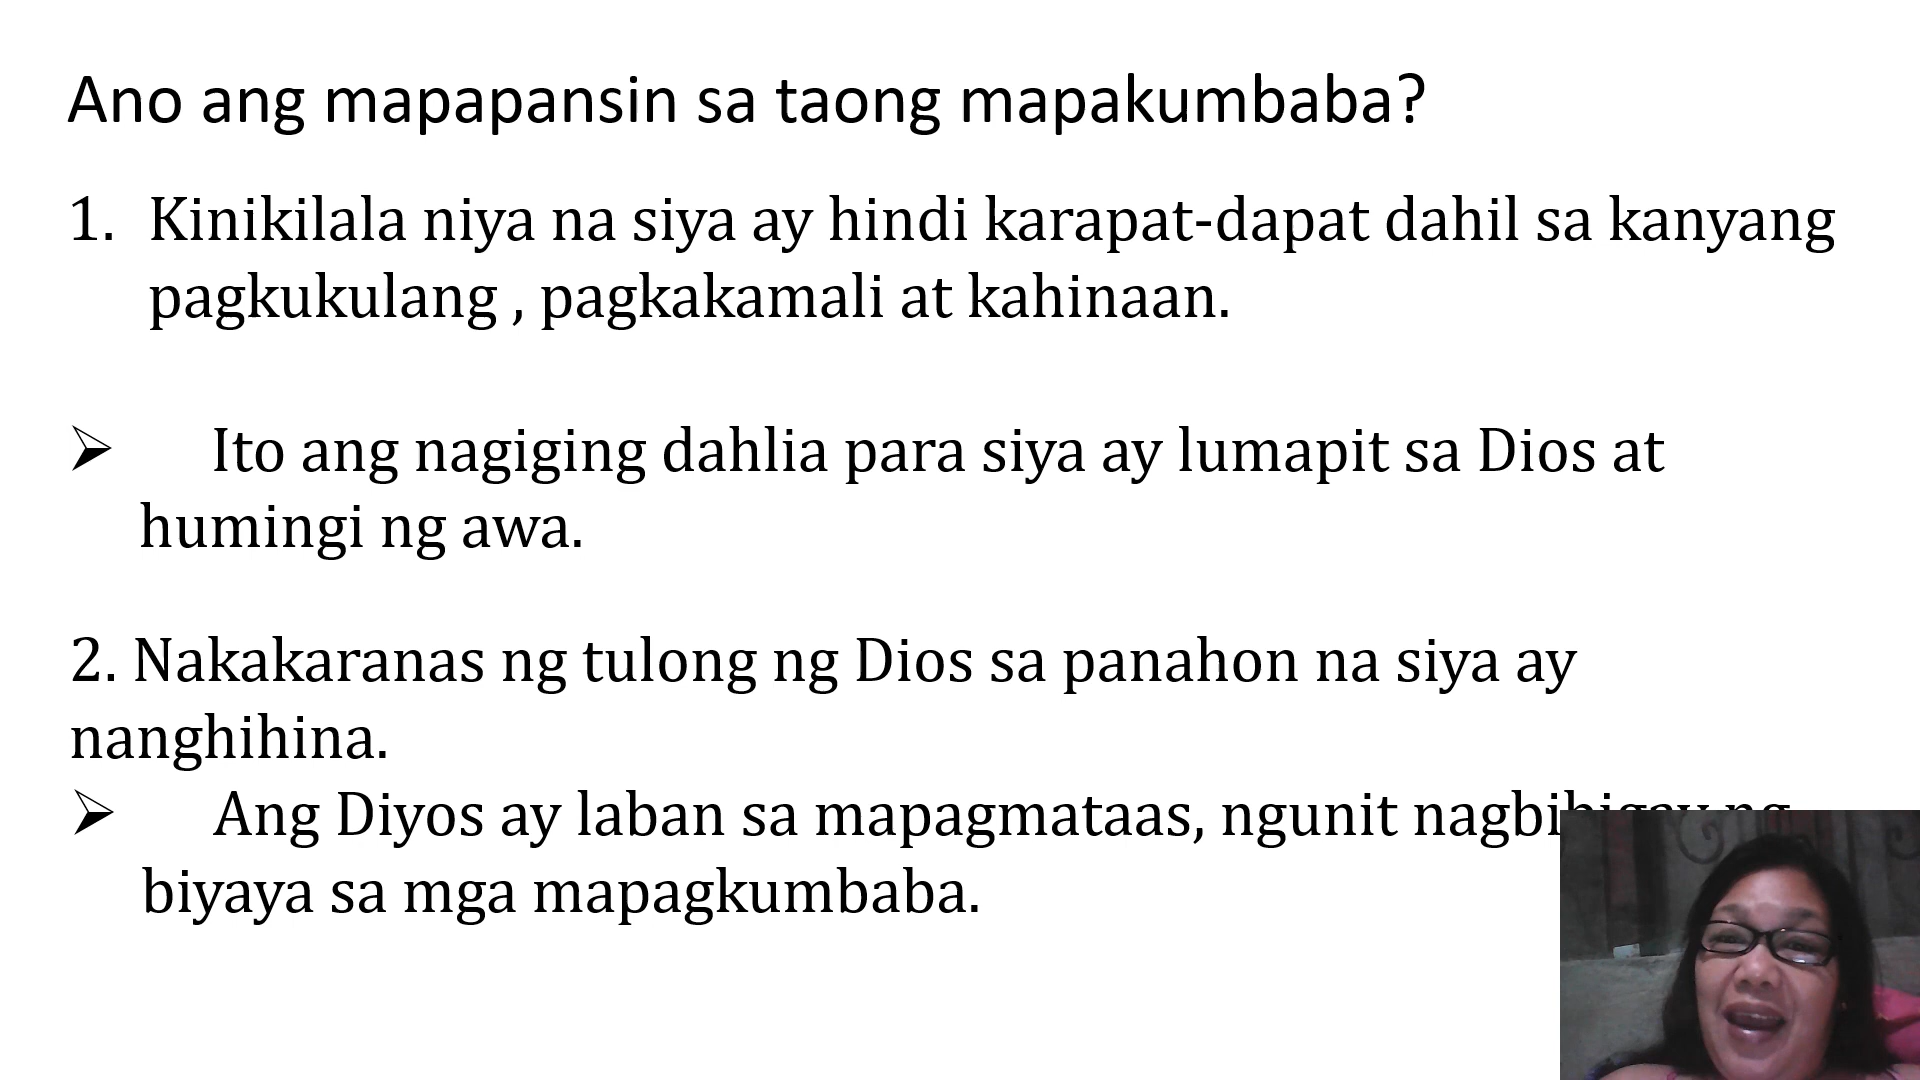 Ano ang mapapansin sa taong mapakumbaba?
1. Kinikilala niya na siya ay hindi karapat-dapat dahil sa kanyang
pagkukulang , pagkakamali at kahinaan.
➢ Ito ang nagiging dahlia para siya ay lumapit sa Dios at
humingi ng awa.
2. Nakakaranas ng tulong ng Dios sa panahon na siya ay
nanghihina.
➢ Ang Diyos ay laban sa mapagmataas, ngunit nagbibigay ng
biyaya sa mga mapagkumbaba.